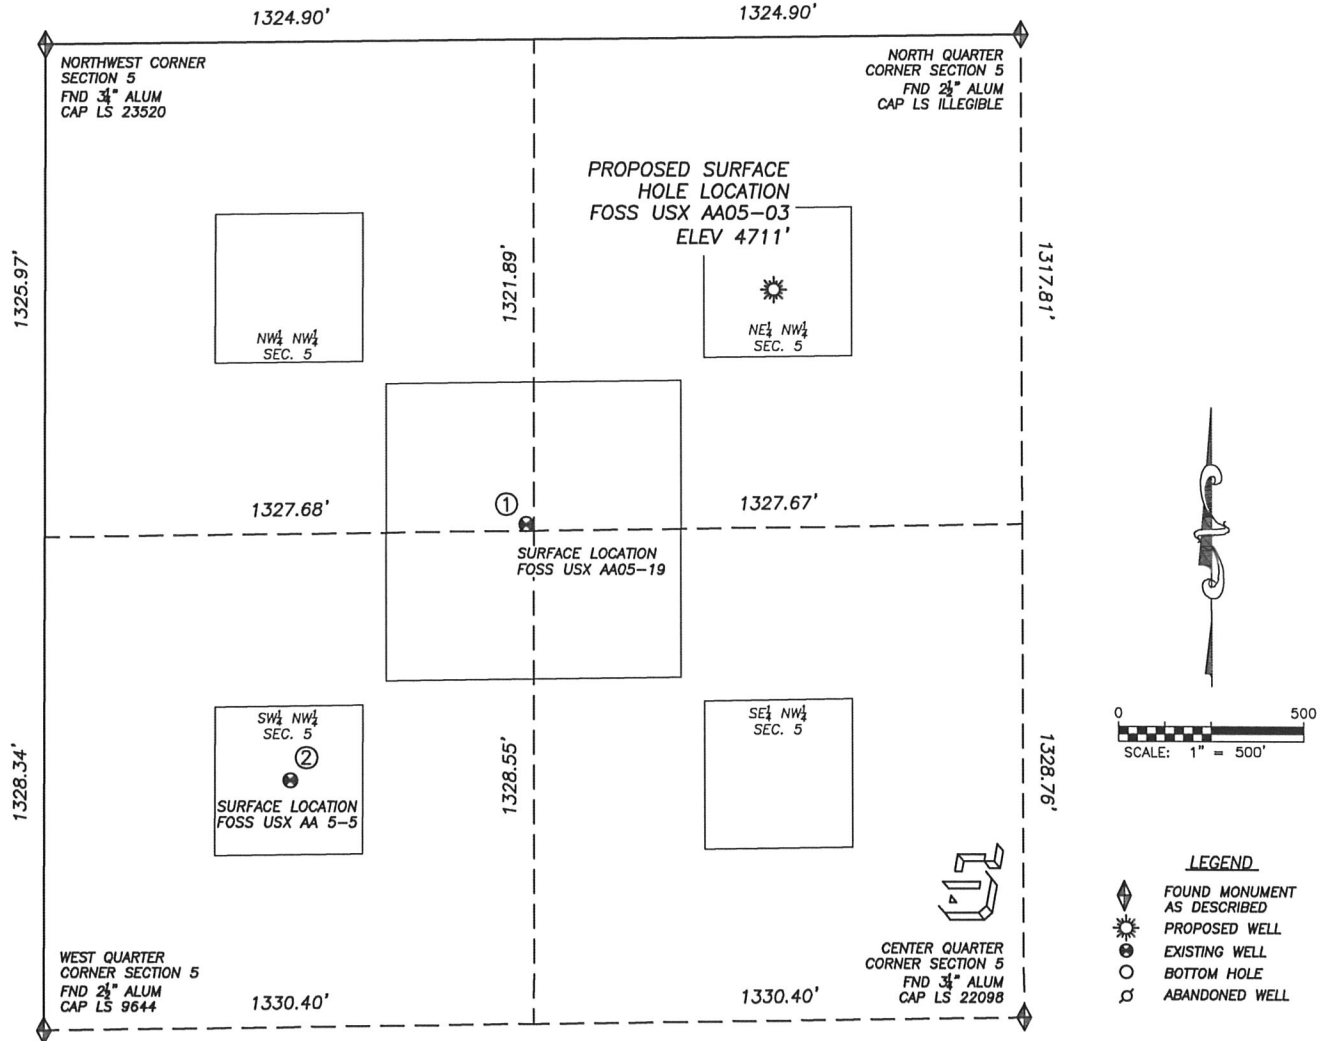 1324.90'
1324.90'
NORTHWEST CORNER
SECTION 5
FND 3¼" ALUM
CAP LS 23520
NORTH QUARTER
CORNER SECTION 5
FND 2½" ALUM
CAP LS ILLEGIBLE
PROPOSED SURFACE
HOLE LOCATION
FOSS USX AA05-03
ELEV 4711'
1325.97'
1321.89'
1317.81'
NW¼ NW¼
SEC. 5
NE¼ NW¼
SEC. 5
1327.68'
1
1327.67'
SURFACE LOCATION
FOSS USX AA05-19
SW¼ NW¼
SEC. 5
2
SURFACE LOCATION
FOSS USX AA 5-5
SE¼ NW¼
SEC. 5
1328.34'
1328.55'
1328.76'
0 500
SCALE: 1" = 500'
WEST QUARTER
CORNER SECTION 5
FND 2½" ALUM
CAP LS 9644
1330.40'
1330.40'
CENTER QUARTER
CORNER SECTION 5
FND 3¼" ALUM
CAP LS 22098
LEGEND
FOUND MONUMENT
AS DESCRIBED
PROPOSED WELL
EXISTING WELL
BOTTOM HOLE
ABANDONED WELL